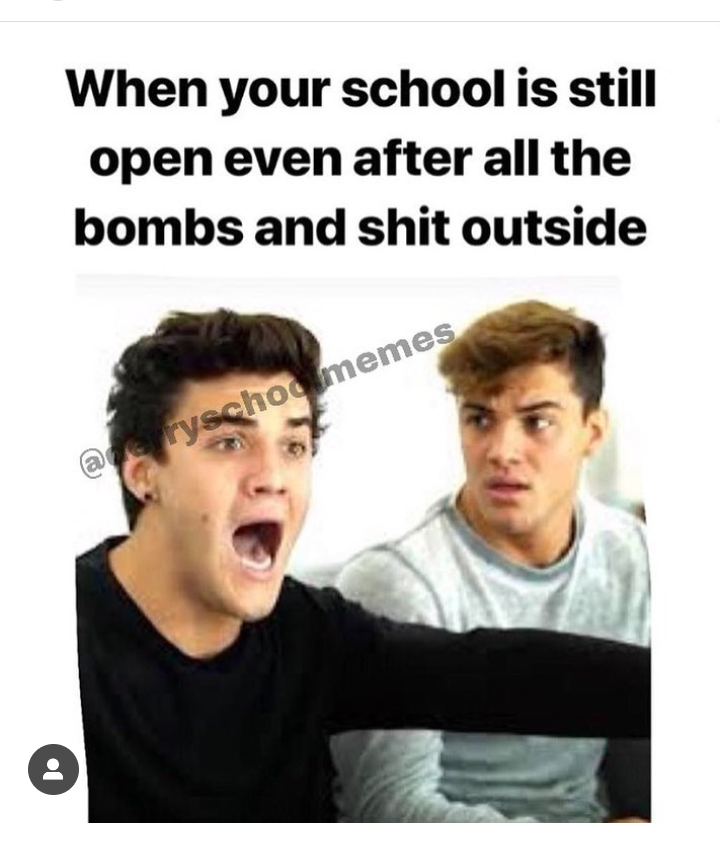 When your school is still
open even after all the
bombs and shit outside